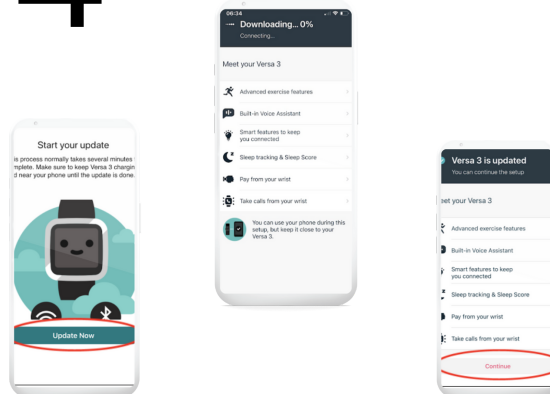 Start your update
is process normally takes several minutes
mplete. Make sure to keep Versa 3 chargin
d near your phone until the update is done.
Update Now
06:34
Downloading... 0%
Connecting...
Meet your Versa 3
Advanced exercise features
Built-in Voice Assistant
Smart features to keep
you connected
Sleep tracking & Sleep Score
Pay from your wrist
Take calls from your wrist
You can use your phone during this
setup, but keep it close to your
Versa 3.
Versa 3 is updated
You can continue the setup
eet your Versa 3
Advanced exercise features
Built-in Voice Assistant
Smart features to keep
you connected
Sleep tracking & Sleep Score
Pay from your wrist
Take calls from your wrist
Continue